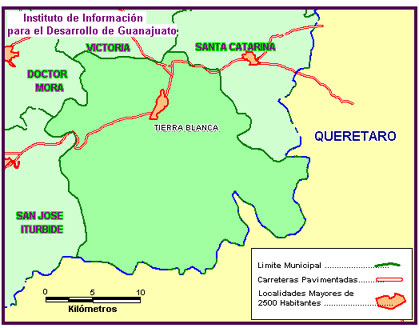 Instituto de Información
para el Desarrollo de Guanajuato
VICTORIA
SANTA CATARINA
DOCTOR
MORA
TIERRA BLANCA
QUERETARO
SAN JOSE
ITURBIDE
Limite Municipal ................
Carreteras Pavimentadas..........
Localidades Mayores de
2500 Habitantes ..............
0 5 10
Kilómetros